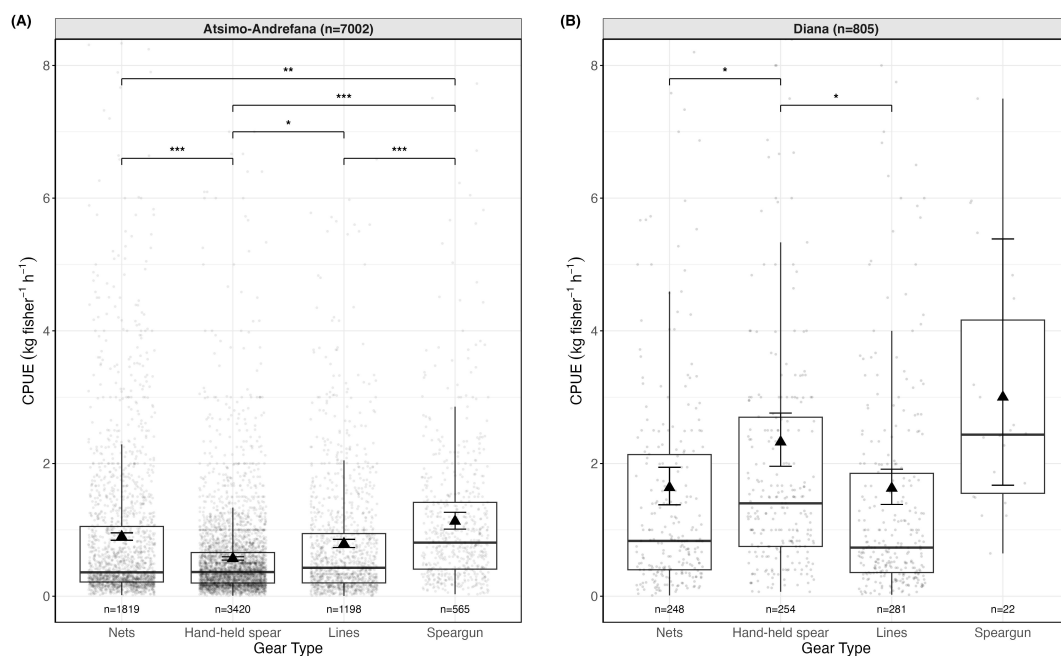 (A)
Atsimo-Andrefana (n=7002)
CPUE (kg fisher⁻¹ h⁻¹)
8
6
4
2
0
**
***
*
***
***
n=1819
n=3420
n=1198
n=565
Nets
Hand-held spear
Lines
Speargun
Gear Type
(B)
Diana (n=805)
CPUE (kg fisher⁻¹ h⁻¹)
8
6
4
2
0
*
*
n=248
n=254
n=281
n=22
Nets
Hand-held spear
Lines
Speargun
Gear Type